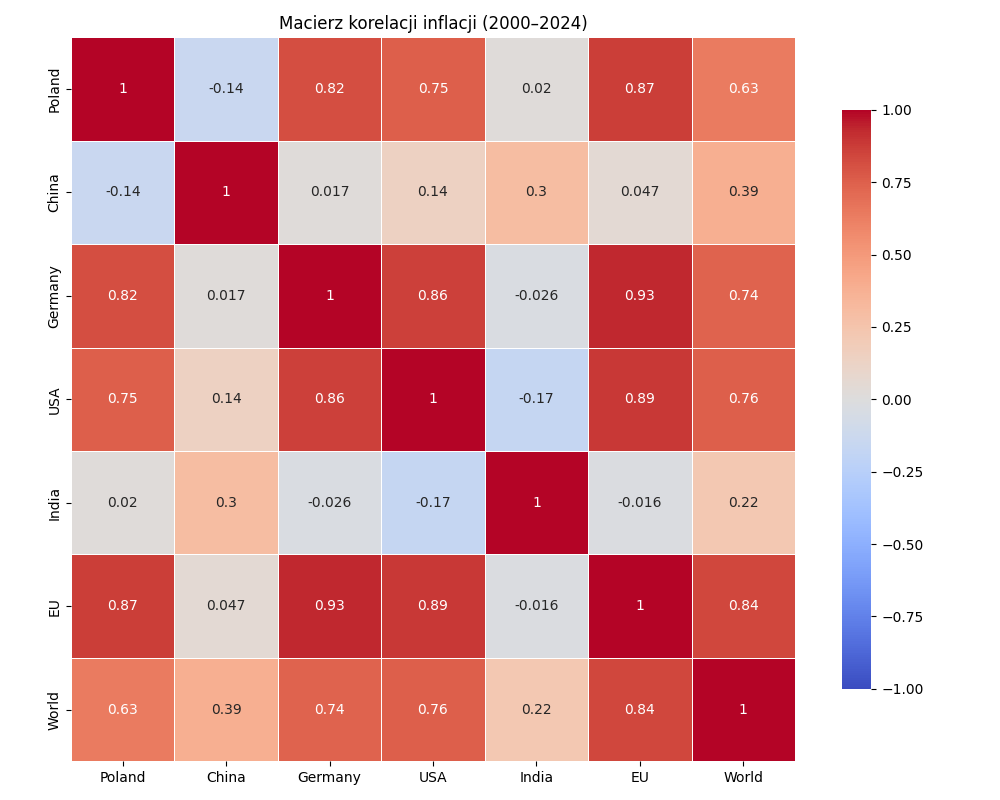 Macierz korelacji inflacji (2000–2024)
Poland 1 -0.14 0.82 0.75 0.02 0.87 0.63
China -0.14 1 0.017 0.14 0.3 0.047 0.39
Germany 0.82 0.017 1 0.86 -0.026 0.93 0.74
USA 0.75 0.14 0.86 1 -0.17 0.89 0.76
India 0.02 0.3 -0.026 -0.17 1 -0.016 0.22
EU 0.87 0.047 0.93 0.89 -0.016 1 0.84
World 0.63 0.39 0.74 0.76 0.22 0.84 1
Poland China Germany USA India EU World
1.00
0.75
0.50
0.25
0.00
−0.25
−0.50
−0.75
−1.00